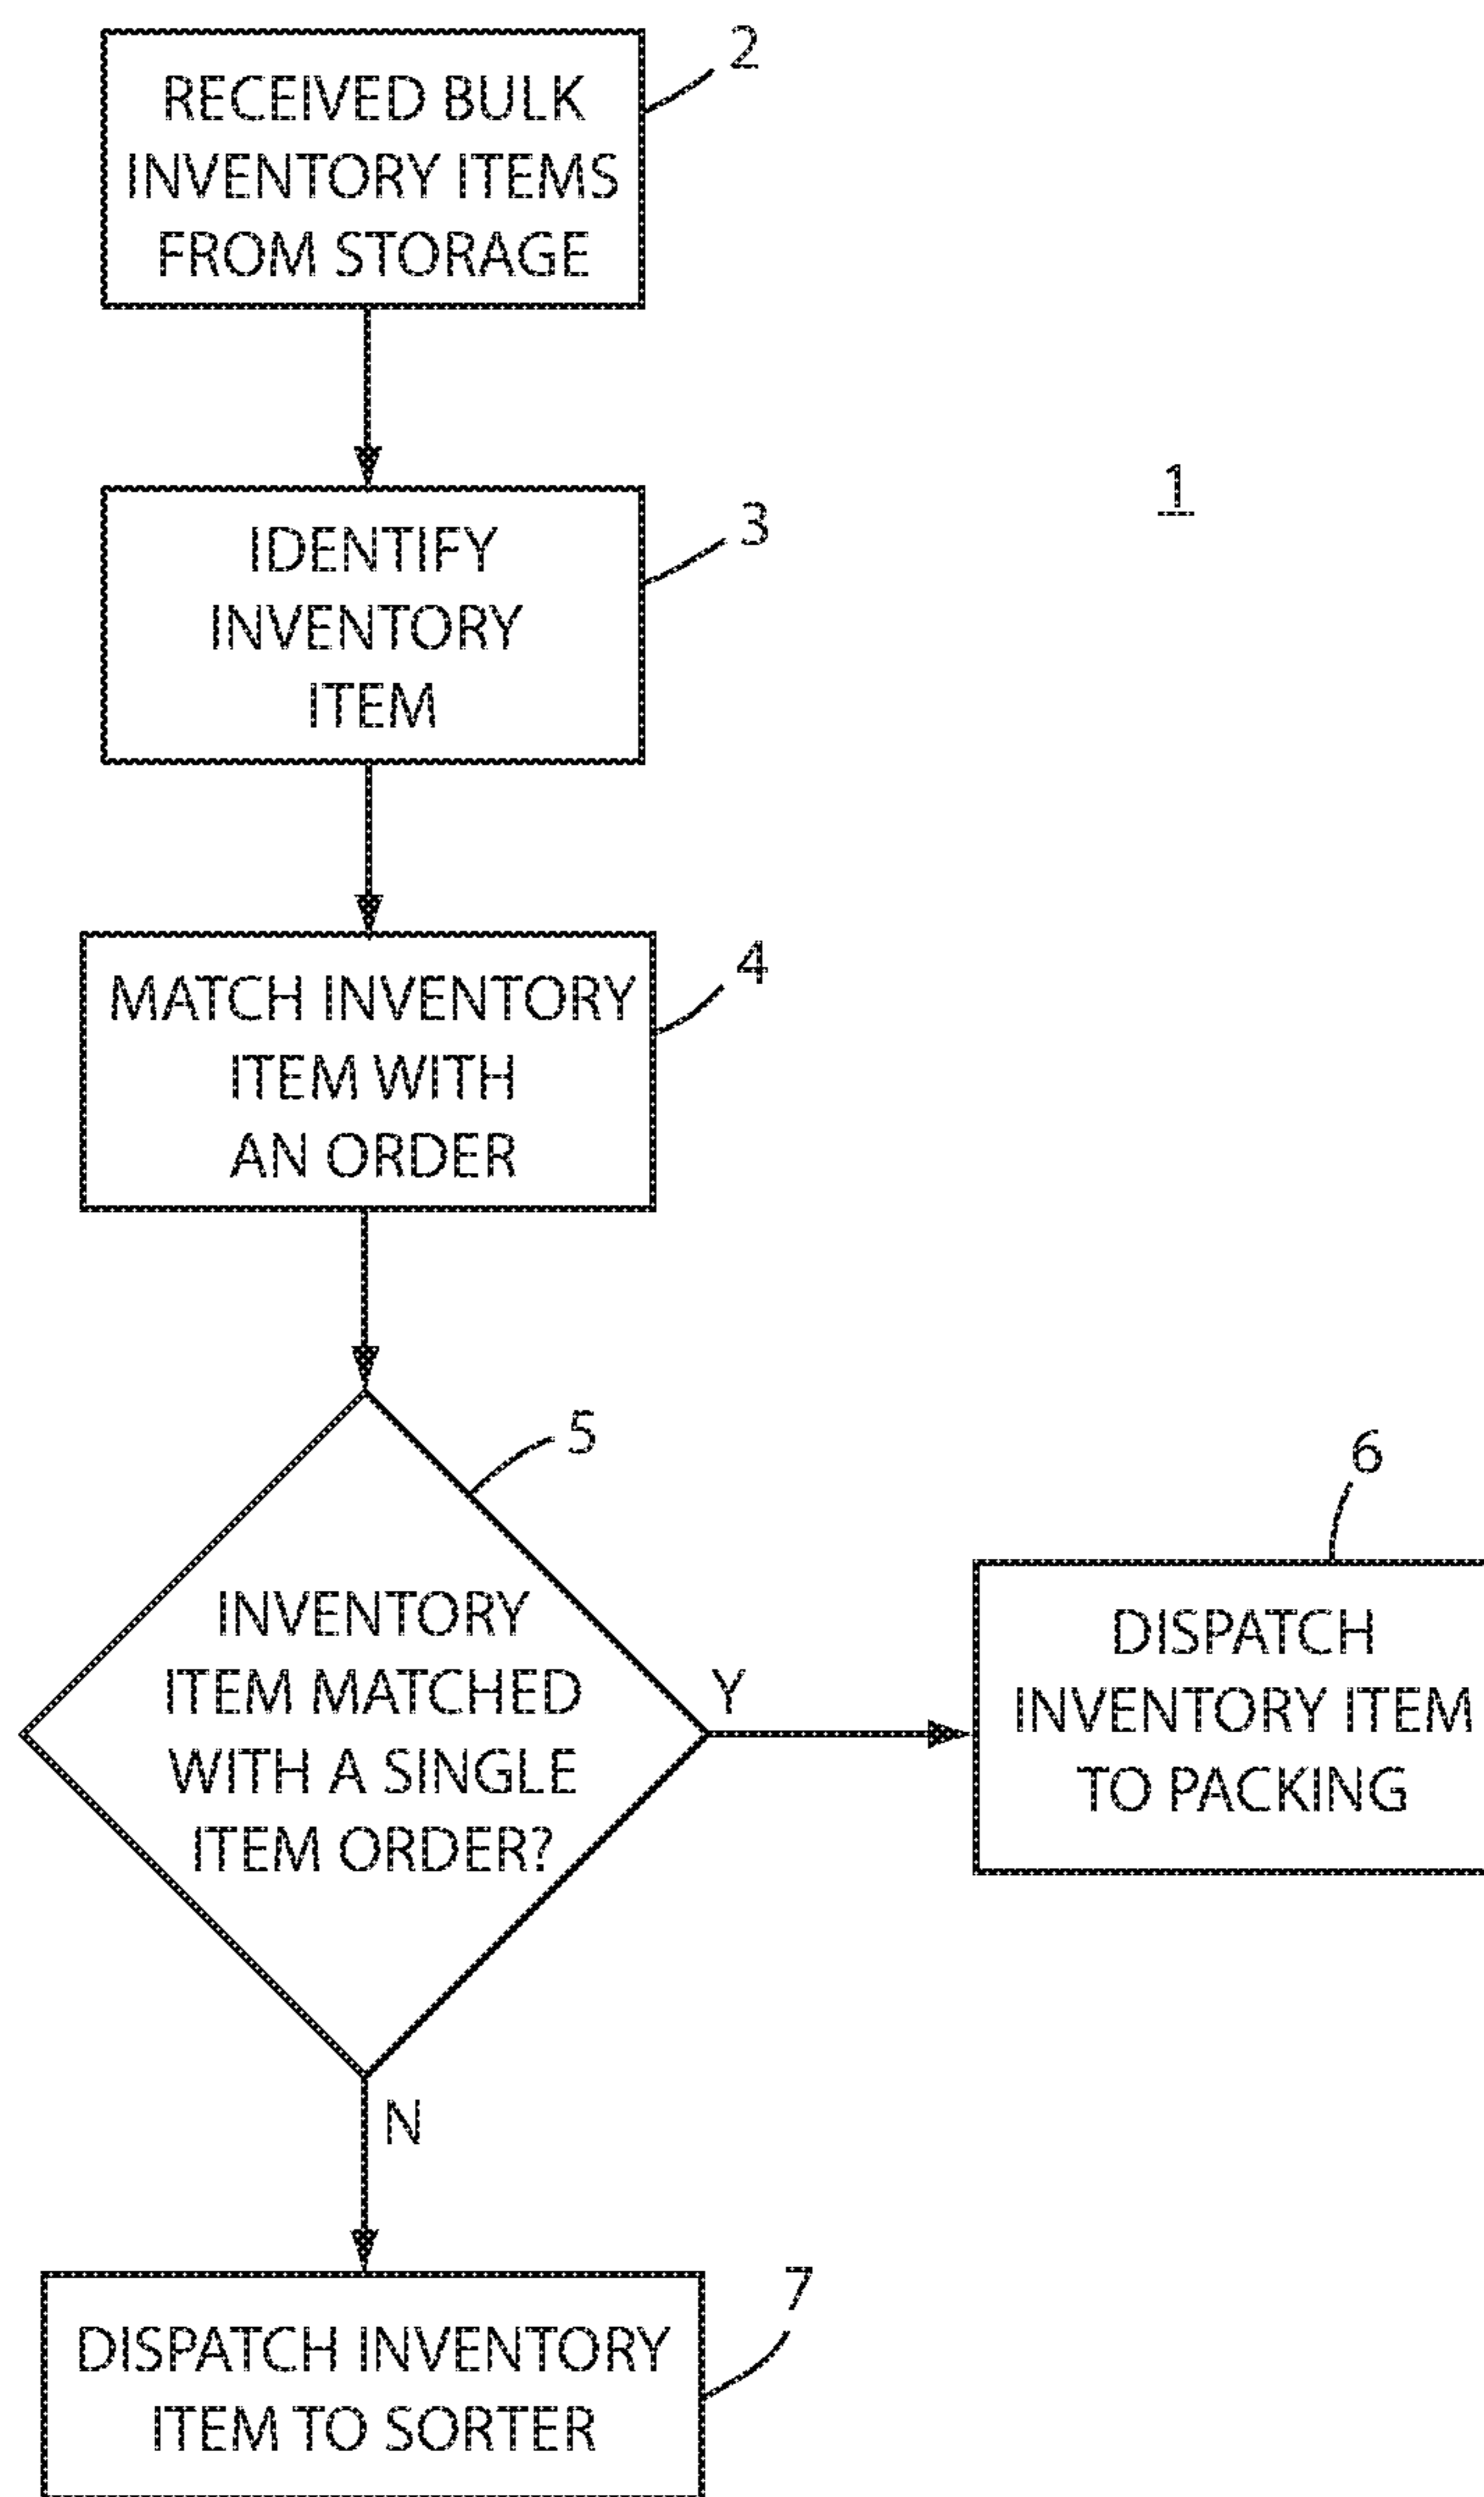 2
RECEIVED BULK
INVENTORY ITEMS
FROM STORAGE
1
3
IDENTIFY
INVENTORY
ITEM
4
MATCH INVENTORY
ITEM WITH
AN ORDER
5
INVENTORY
ITEM MATCHED
WITH A SINGLE
ITEM ORDER?
Y
6
DISPATCH
INVENTORY ITEM
TO PACKING
N
7
DISPATCH INVENTORY
ITEM TO SORTER